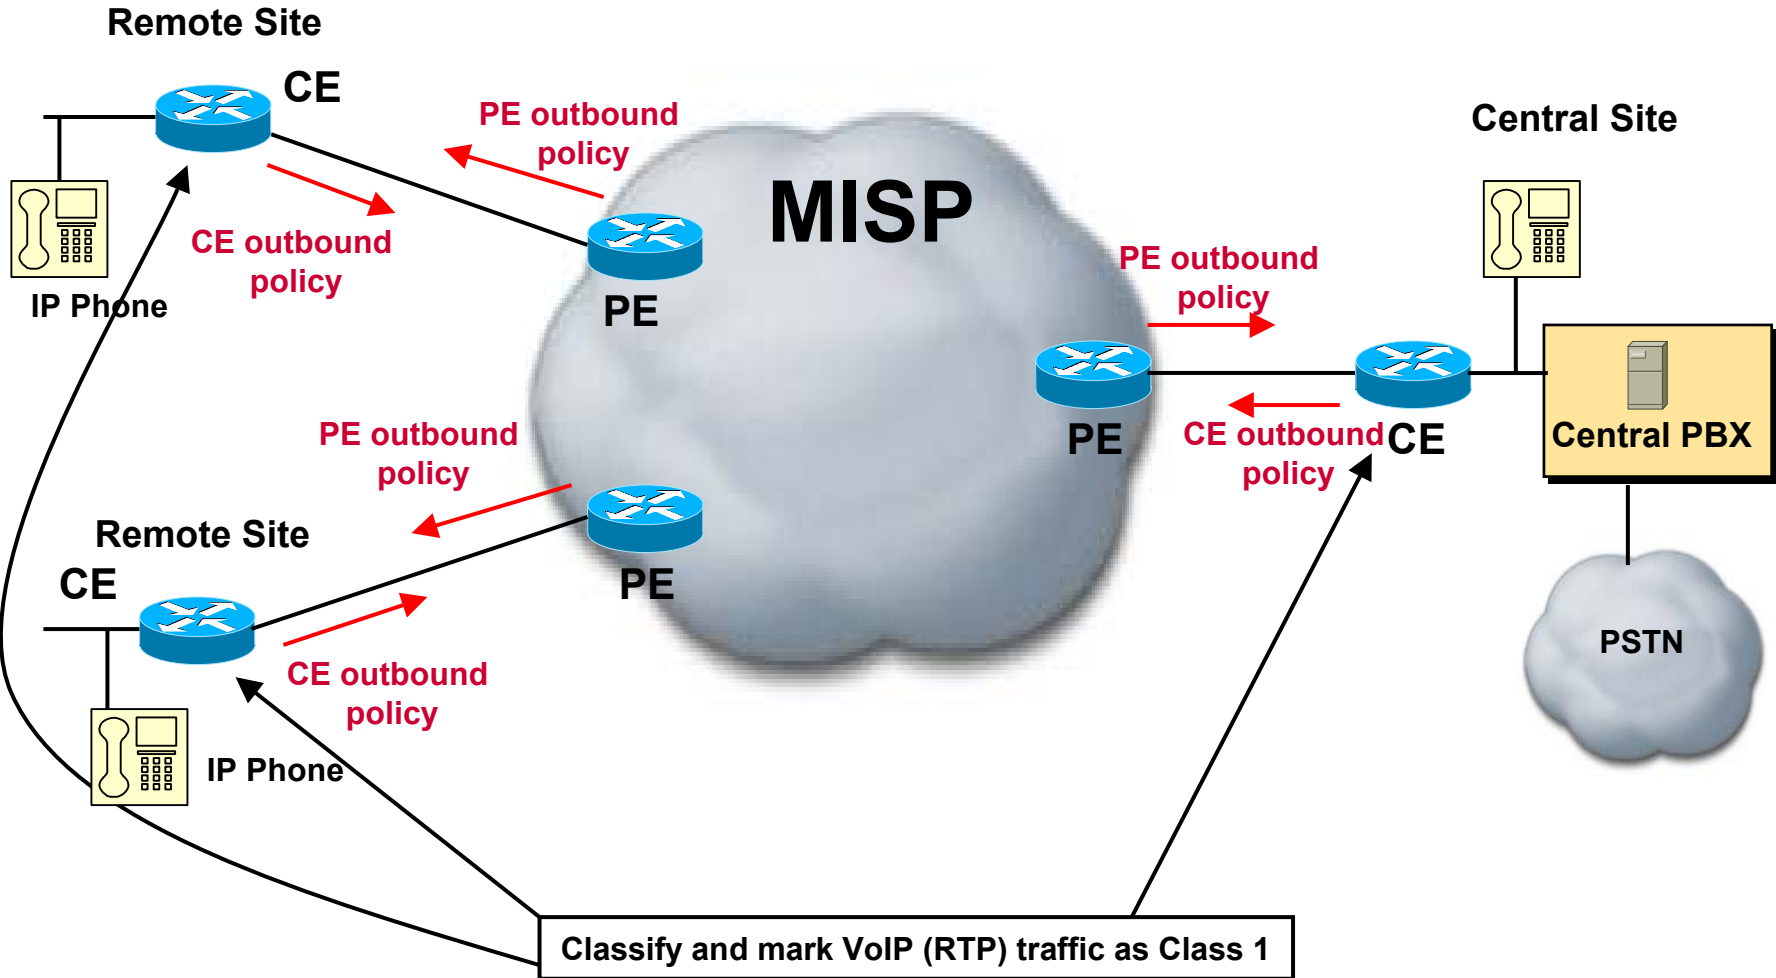 Remote Site
CE
PE outbound
policy
Central Site
MISP
CE outbound
policy
IP Phone
PE
PE outbound
policy
PE
CE outbound
policy
CE
Central PBX
PE outbound
policy
Remote Site
CE
PE
CE outbound
policy
IP Phone
PSTN
Classify and mark VoIP (RTP) traffic as Class 1